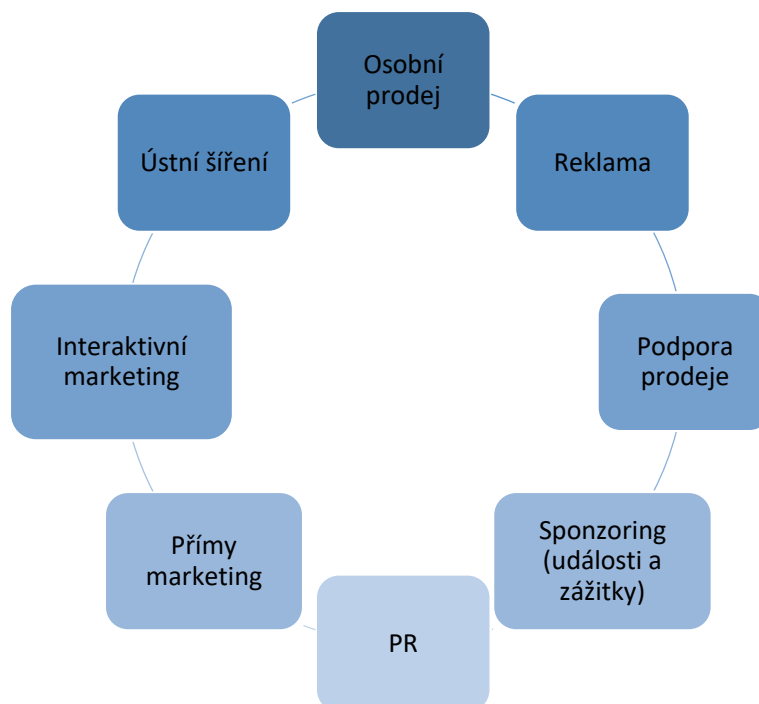 Osobní
prodej
Reklama
Podpora
prodeje
Sponzoring
(události a
zážitky)
PR
Přímy
marketing
Interaktivní
marketing
Ústní šíření